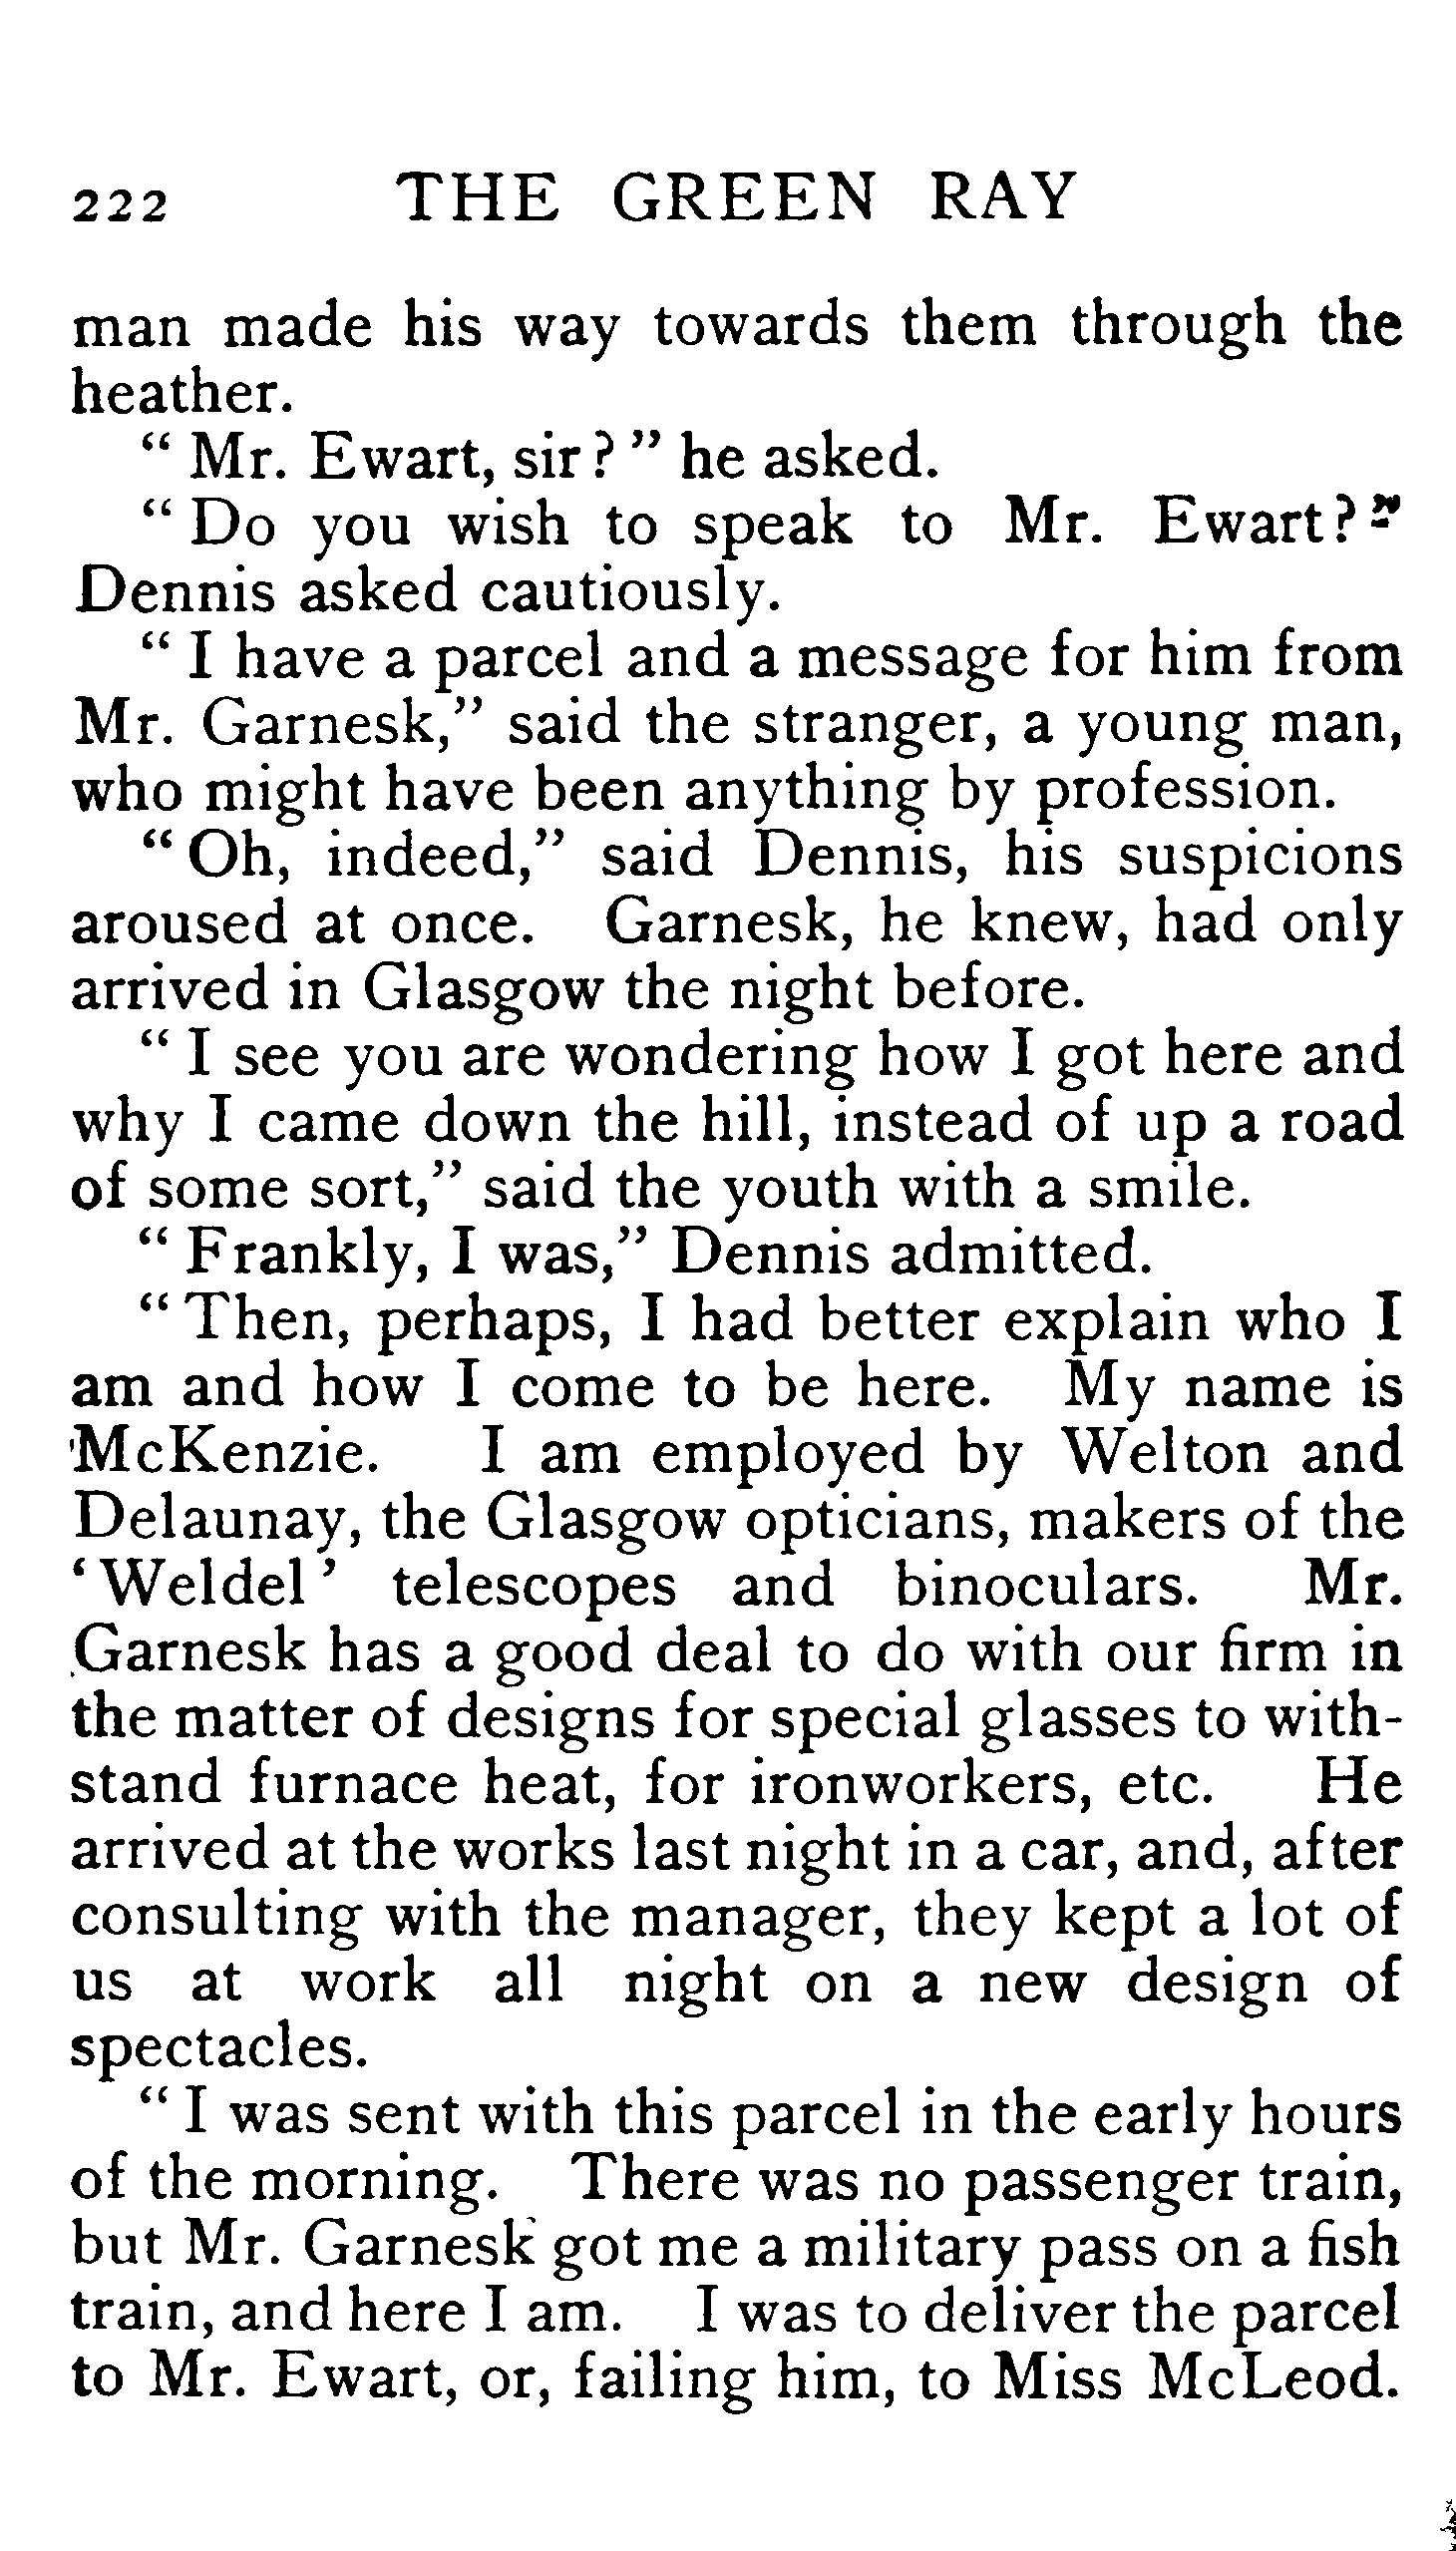 222 THE GREEN RAY
man made his way towards them through the
heather.
“ Mr. Ewart, sir ? ” he asked.
“ Do you wish to speak to Mr. Ewart ? ”
Dennis asked cautiously.
“ I have a parcel and a message for him from
Mr. Garnesk,” said the stranger, a young man,
who might have been anything by profession.
“ Oh, indeed,” said Dennis, his suspicions
aroused at once. Garnesk, he knew, had only
arrived in Glasgow the night before.
“ I see you are wondering how I got here and
why I came down the hill, instead of up a road
of some sort,” said the youth with a smile.
“ Frankly, I was,” Dennis admitted.
“ Then, perhaps, I had better explain who I
am and how I come to be here. My name is
McKenzie. I am employed by Welton and
Delaunay, the Glasgow opticians, makers of the
‘ Weldel ’ telescopes and binoculars. Mr.
Garnesk has a good deal to do with our firm in
the matter of designs for special glasses to with-
stand furnace heat, for ironworkers, etc. He
arrived at the works last night in a car, and, after
consulting with the manager, they kept a lot of
us at work all night on a new design of
spectacles.
“ I was sent with this parcel in the early hours
of the morning. There was no passenger train,
but Mr. Garnesk got me a military pass on a fish
train, and here I am. I was to deliver the parcel
to Mr. Ewart, or, failing him, to Miss McLeod.